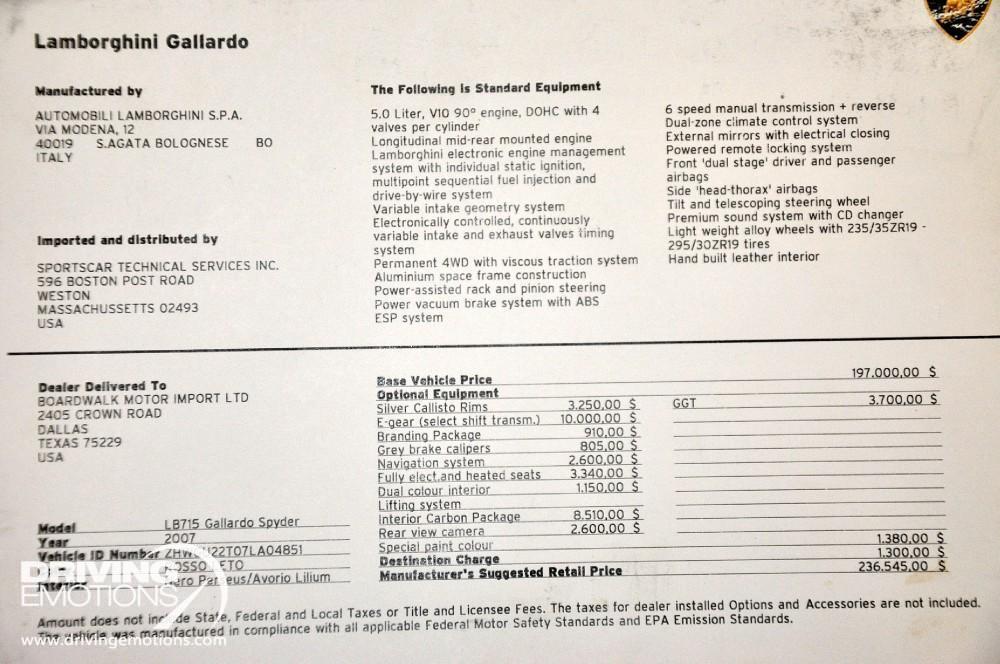 Lamborghini Gallardo
Manufactured by
AUTOMOBILI LAMBORGHINI S.P.A.
VIA MODENA, 12
40019 S.AGATA BOLOGNESE BO
ITALY
Imported and distributed by
SPORTSCAR TECHNICAL SERVICES INC.
596 BOSTON POST ROAD
WESTON
MASSACHUSSETTS 02493
USA
The Following is Standard Equipment
5.0 Liter, V10 90° engine, DOHC with 4
valves per cylinder
Longitudinal mid-rear mounted engine
Lamborghini electronic engine management
system with individual static ignition,
multipoint sequential fuel injection and
drive-by-wire system
Variable intake geometry system
Electronically controlled, continuously
variable intake and exhaust valves timing
system
Permanent 4WD with viscous traction system
Aluminium space frame construction
Power-assisted rack and pinion steering
Power vacuum brake system with ABS
ESP system
6 speed manual transmission + reverse
Dual-zone climate control system
External mirrors with electrical closing
Powered remote locking system
Front 'dual stage' driver and passenger
airbags
Side 'head-thorax' airbags
Tilt and telescoping steering wheel
Premium sound system with CD changer
Light weight alloy wheels with 235/35ZR19 -
295/30ZR19 tires
Hand built leather interior
Dealer Delivered To
BOARDWALK MOTOR IMPORT LTD
2405 CROWN ROAD
DALLAS
TEXAS 75229
USA
Model LB715 Gallardo Spyder
Year 2007
Vehicle ID Number 22T07LA04851
Avorio Lilium
Base Vehicle Price 197.000,00 $
Optional Equipment
Silver Callisto Rims 3.250,00 $ GGT 3.700,00 $
E-gear (select shift transm.) 10.000,00 $
Branding Package 910,00 $
Grey brake calipers 805,00 $
Navigation system 2.600,00 $
Fully elect.and heated seats 3.340,00 $
Dual colour interior 1.150,00 $
Lifting system
Interior Carbon Package 8.510,00 $
Rear view camera 2.600,00 $
Special paint colour 1.380,00 $
Destination Charge 1.300,00 $
Manufacturer's Suggested Retail Price 236.545,00 $
DRIVING
EMOTIONS
Amount does not include State, Federal and Local Taxes or Title and Licensee Fees. The taxes for dealer installed Options and Accessories are not included.
The vehicle was manufactured in compliance with all applicable Federal Motor Safety Standards and EPA Emission Standards.
www.drivingemotions.com